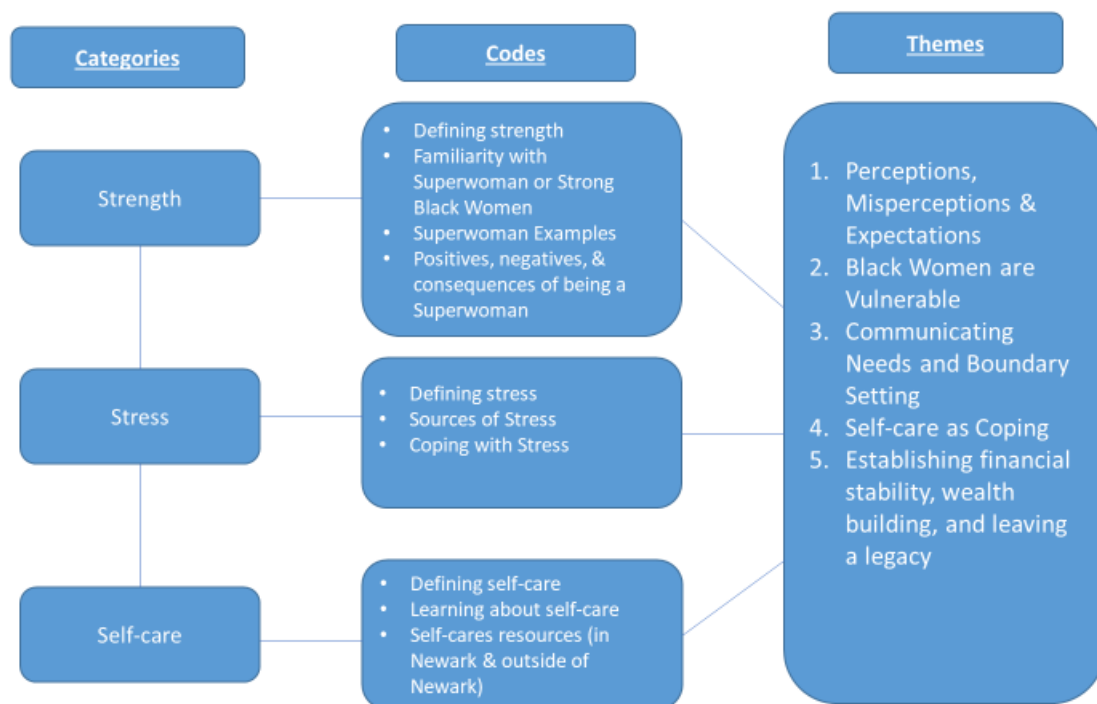 Categories
Codes
Themes
Strength
• Defining strength
• Familiarity with
Superwoman or Strong
Black Women
• Superwoman Examples
• Positives, negatives, &
consequences of being a
Superwoman
Stress
• Defining stress
• Sources of Stress
• Coping with Stress
Self-care
• Defining self-care
• Learning about self-care
• Self-cares resources (in
Newark & outside of
Newark)
1. Perceptions,
Misperceptions &
Expectations
2. Black Women are
Vulnerable
3. Communicating
Needs and Boundary
Setting
4. Self-care as Coping
5. Establishing financial
stability, wealth
building, and leaving
a legacy